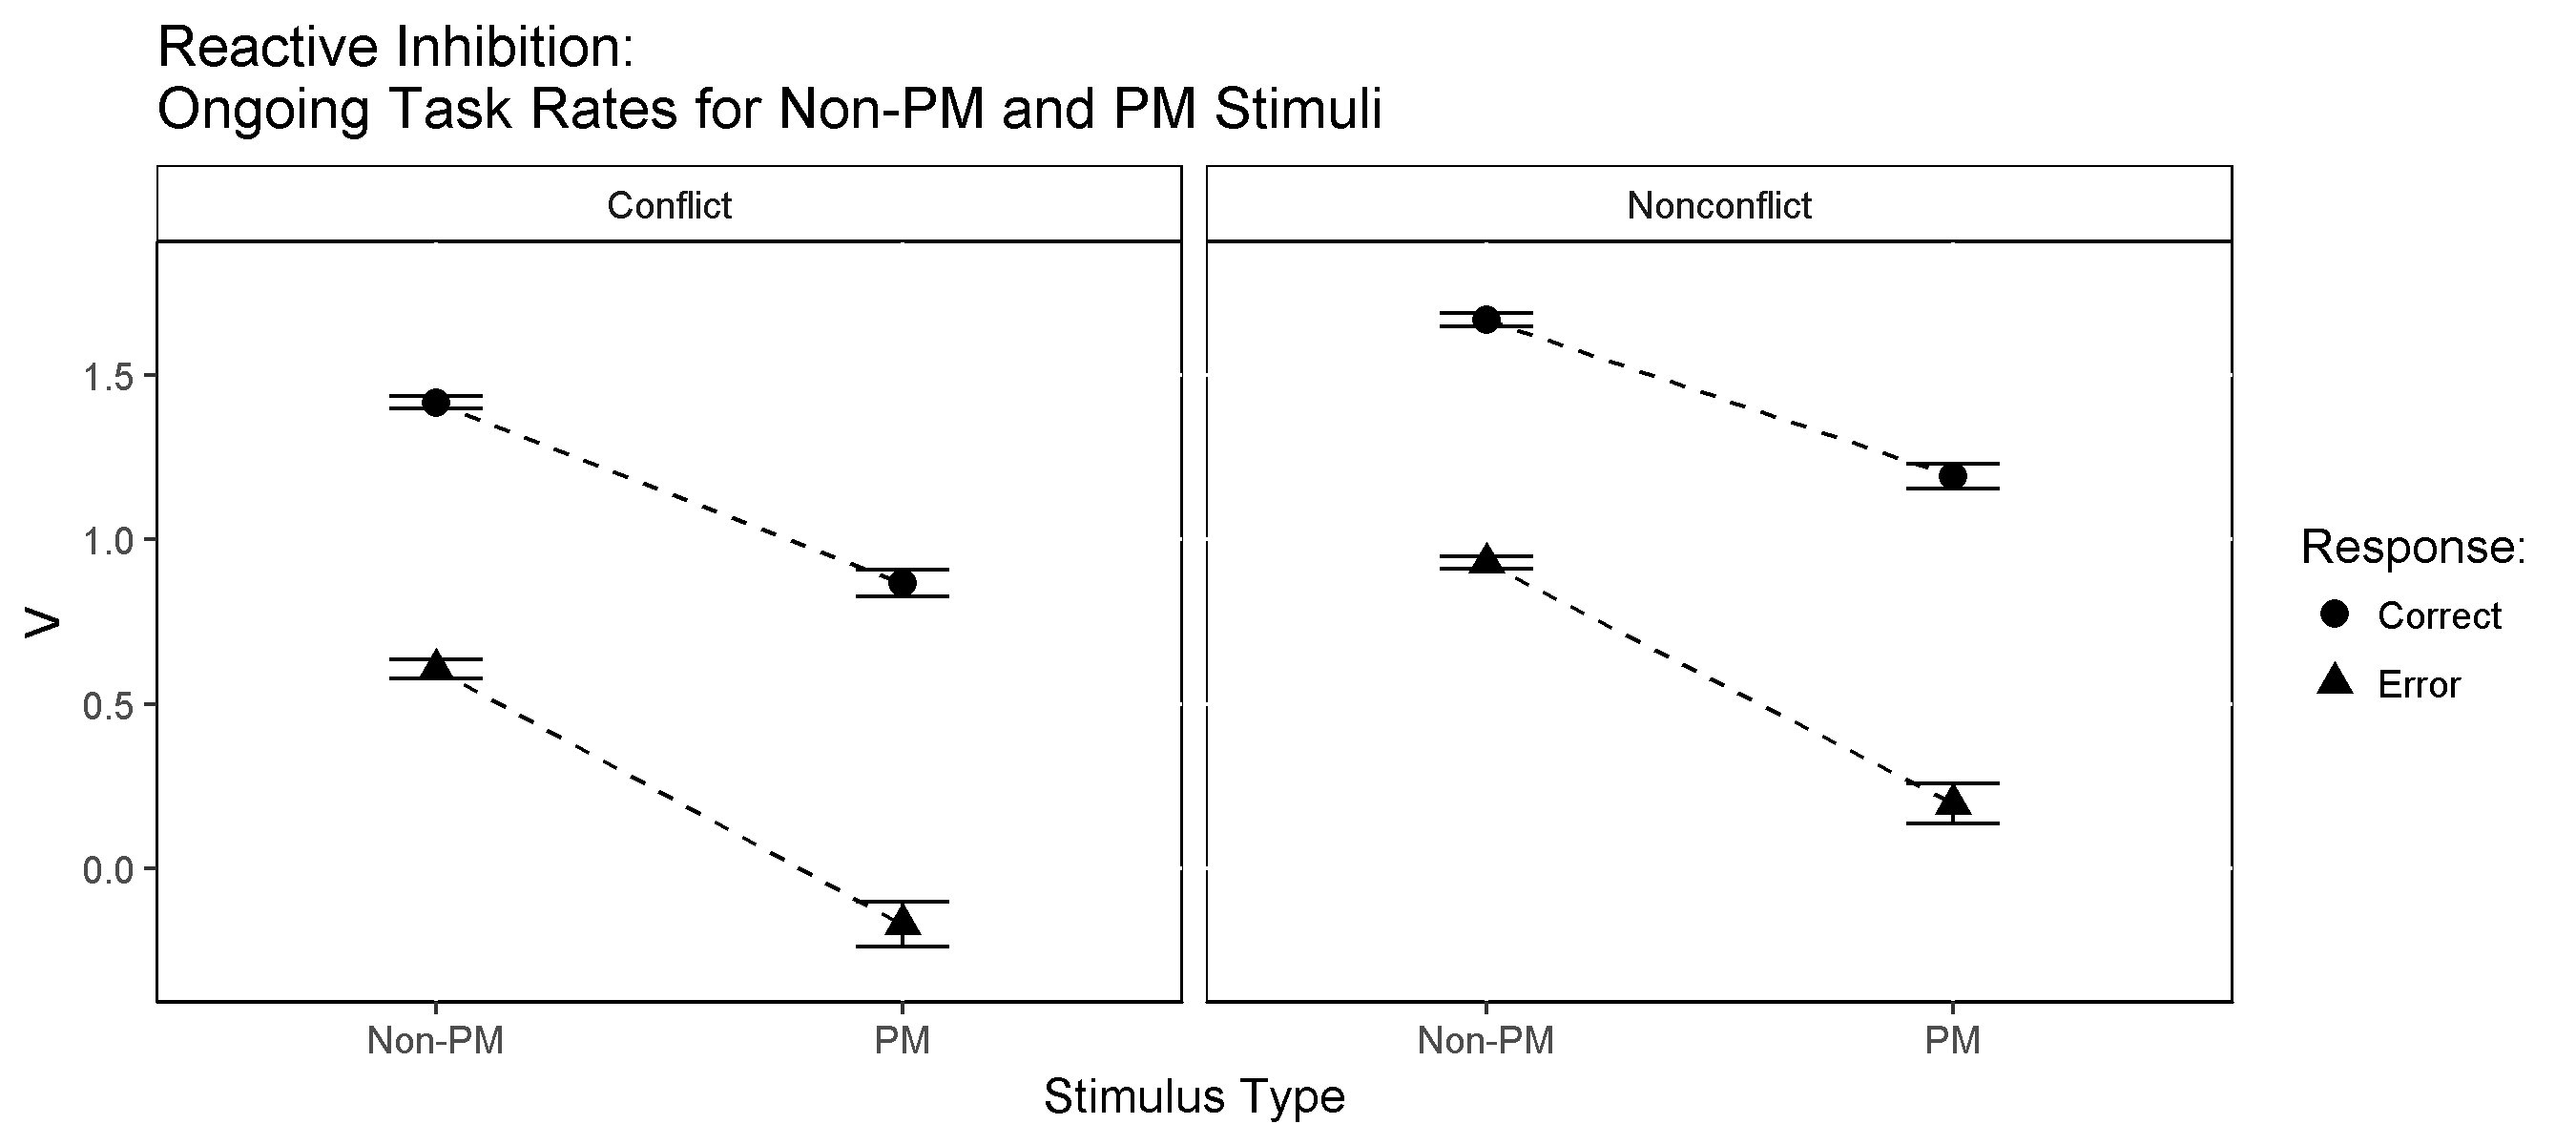 Reactive Inhibition:
Ongoing Task Rates for Non-PM and PM Stimuli
Conflict
Nonconflict
V
1.5
1.0
0.5
0.0
Non-PM
PM
Non-PM
PM
Stimulus Type
Response:
Correct
Error